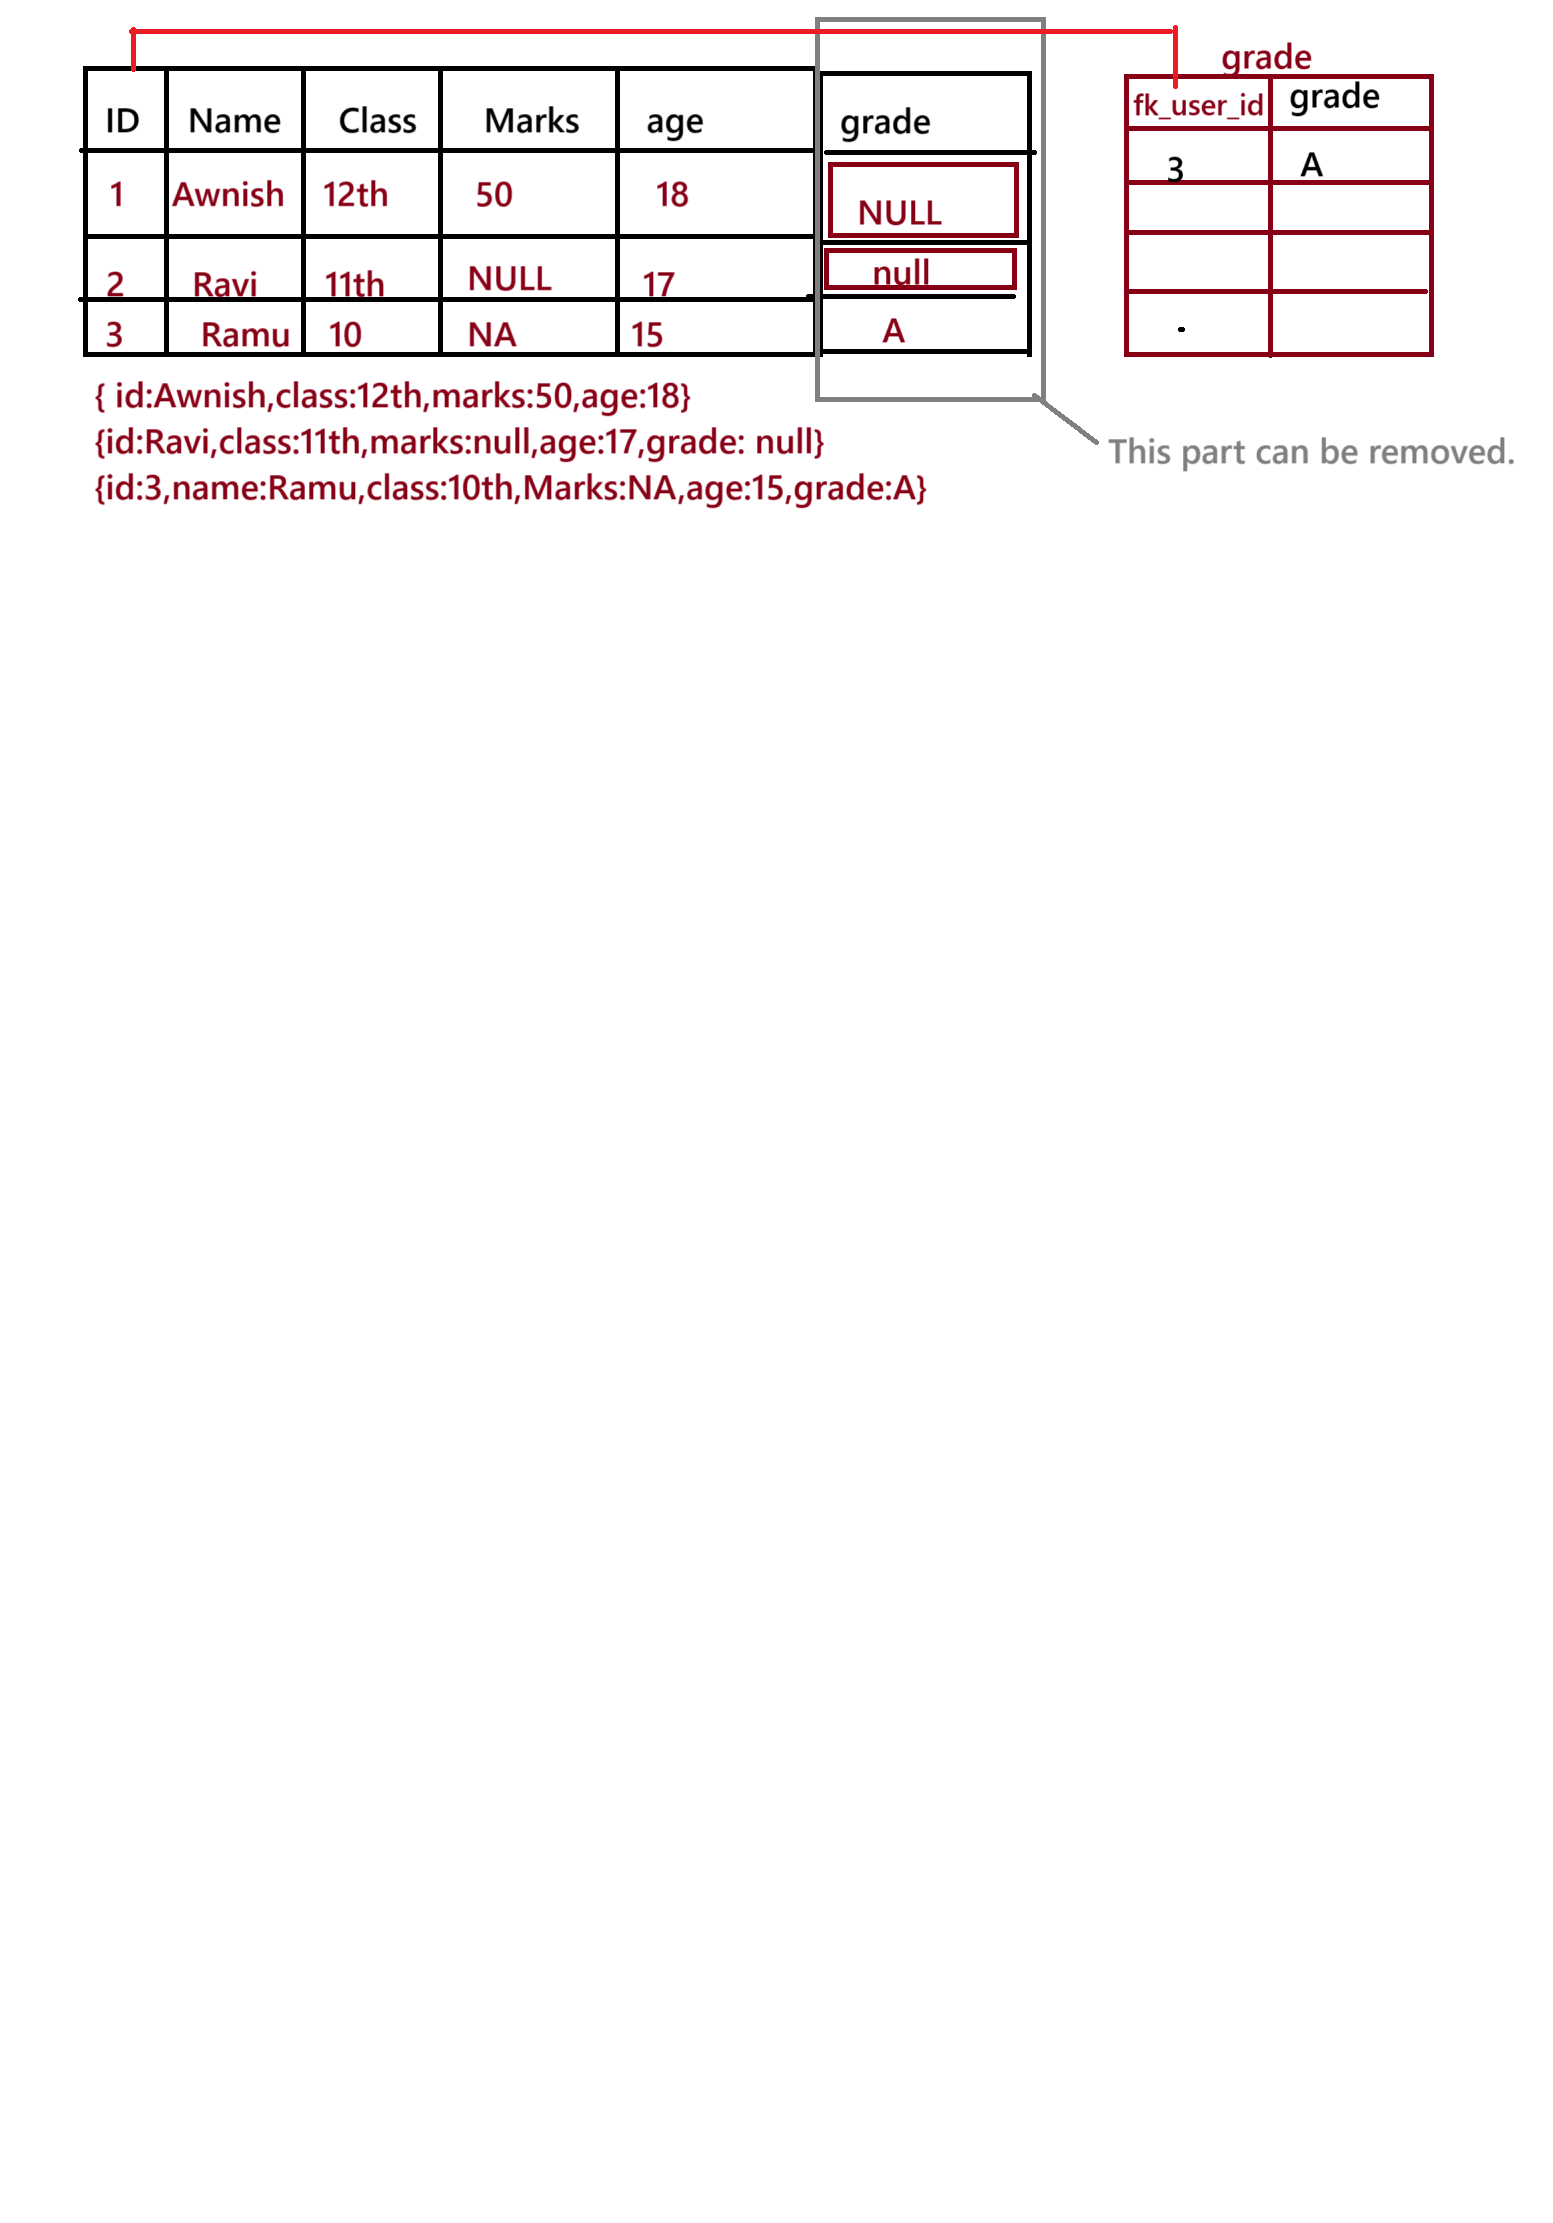 grade
ID Name Class Marks age grade fk_user_id grade
1 Awnish 12th 50 18 NULL 3 A
2 Ravi 11th NULL 17 null
3 Ramu 10 NA 15 A
{ id:Awnish,class:12th,marks:50,age:18}
{id:Ravi,class:11th,marks:null,age:17,grade: null}
This part can be removed.
{id:3,name:Ramu,class:10th,Marks:NA,age:15,grade:A}